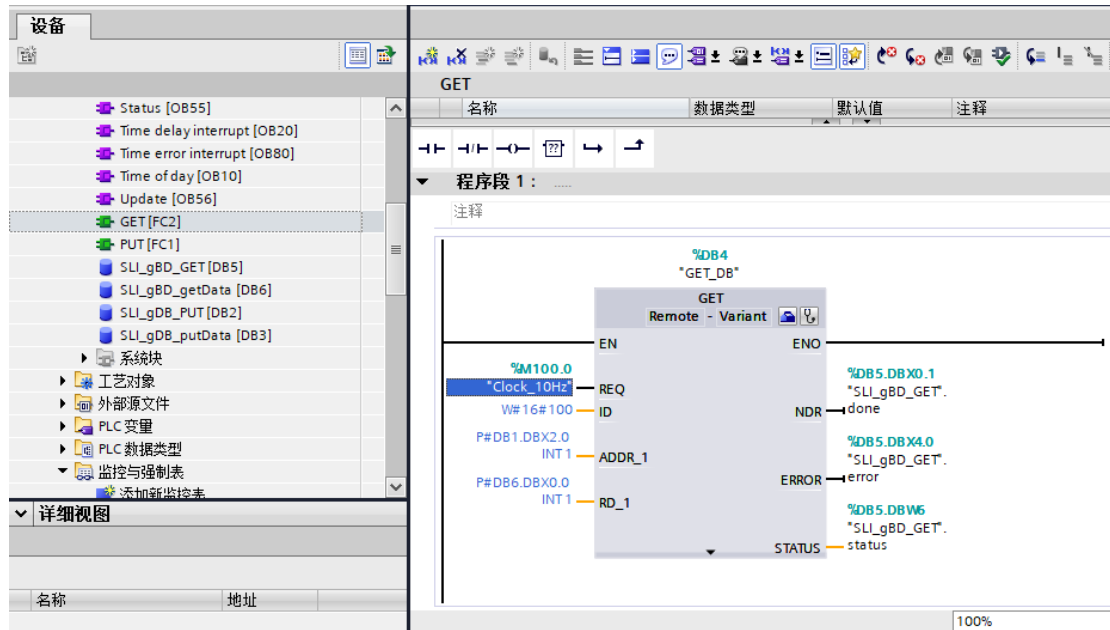 设备
Status [OB55]
Time delay interrupt [OB20]
Time error interrupt [OB80]
Time of day [OB10]
Update [OB56]
GET [FC2]
PUT [FC1]
SLI_gBD_GET [DB5]
SLI_gBD_getData [DB6]
SLI_gDB_PUT [DB2]
SLI_gDB_putData [DB3]
系统块
工艺对象
外部源文件
PLC 变量
PLC 数据类型
监控与强制表
添加新监控表
详细视图
名称 地址
GET
名称 数据类型 默认值 注释
??
程序段 1： .....
注释
%DB4
"GET_DB"
GET
Remote - Variant
EN ENO
%M100.0
"Clock_10Hz" REQ
W#16#100 ID
P#DB1.DBX2.0
INT 1 ADDR_1
P#DB6.DBX0.0
INT 1 RD_1
%DB5.DBX0.1
"SLI_gBD_GET".
NDR done
%DB5.DBX4.0
"SLI_gBD_GET".
ERROR error
%DB5.DBW6
"SLI_gBD_GET".
STATUS status
100%